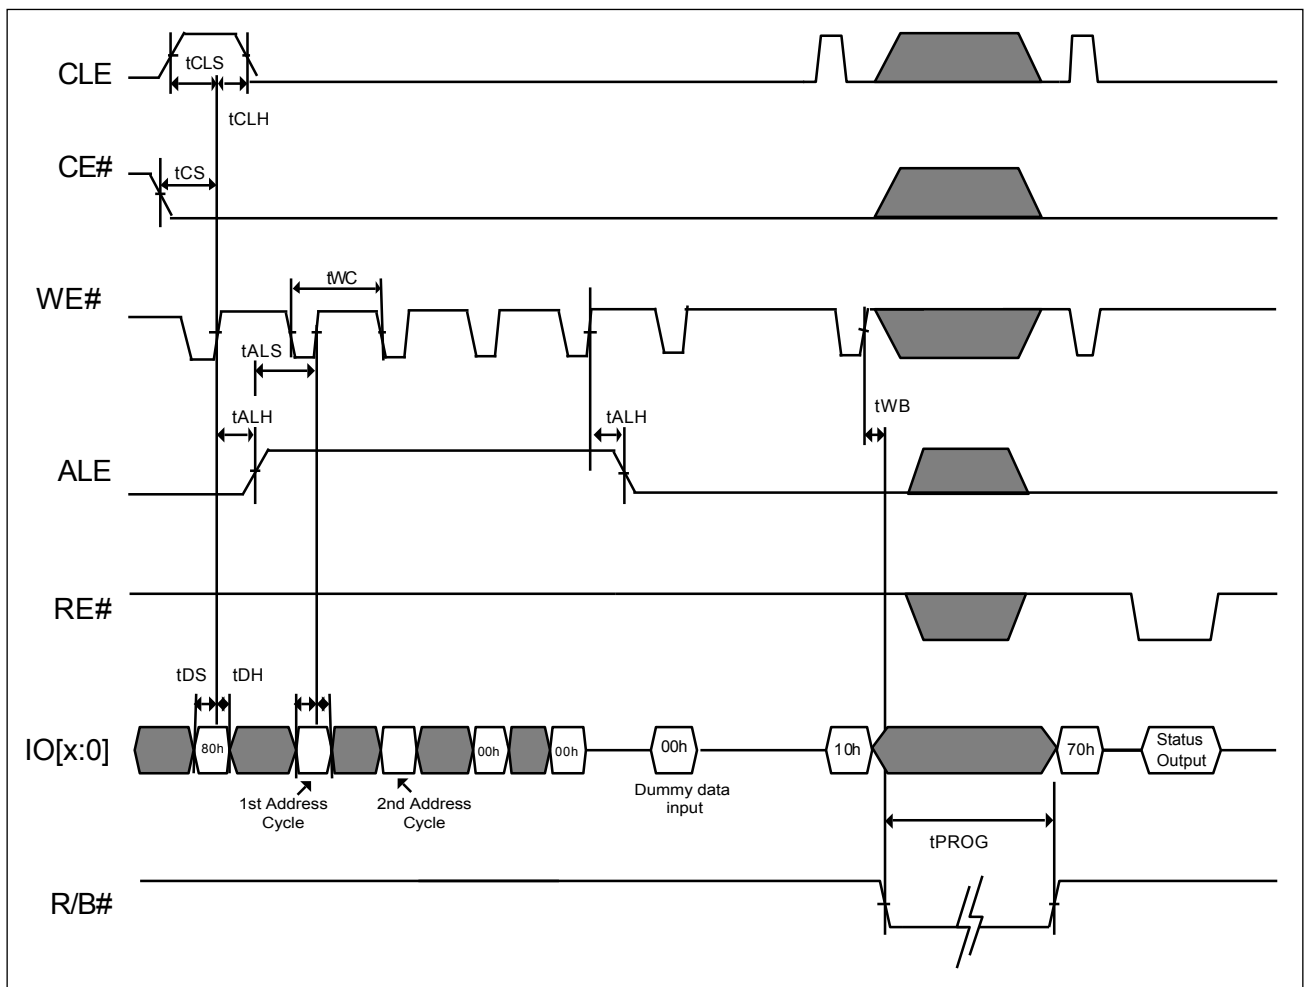 CLE
tCLS
tCLH
CE#
tCS
WE#
tWC
tALS
tWB
tALH
tALH
ALE
RE#
tDS
tDH
IO[x:0]
80h
00h
00h
00h
10h
70h
Status
Output
1st Address
Cycle
2nd Address
Cycle
Dummy data
input
tPROG
R/B#